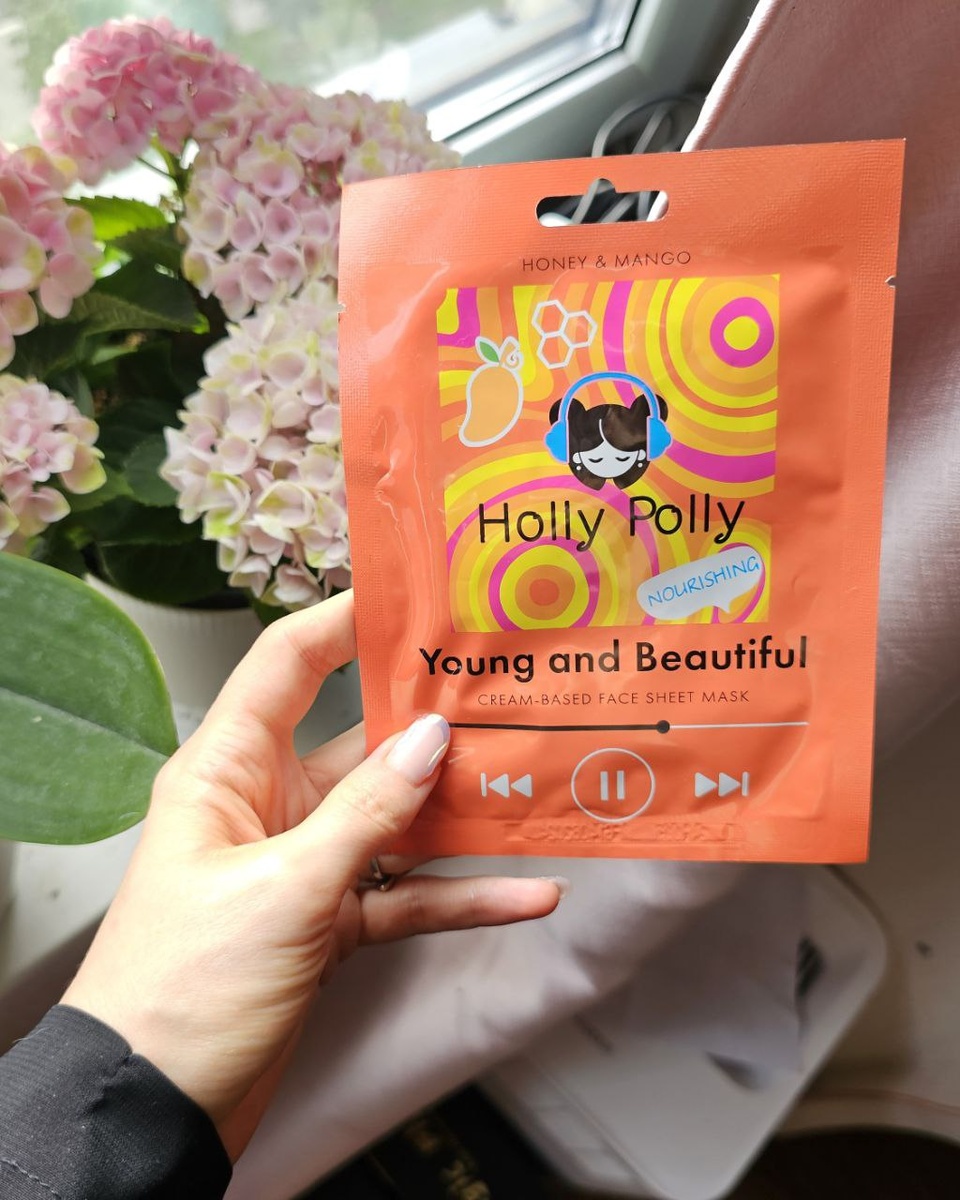 HONEY & MANGO
Holly Polly
NOURISHING
Young and Beautiful
CREAM-BASED FACE SHEET MASK